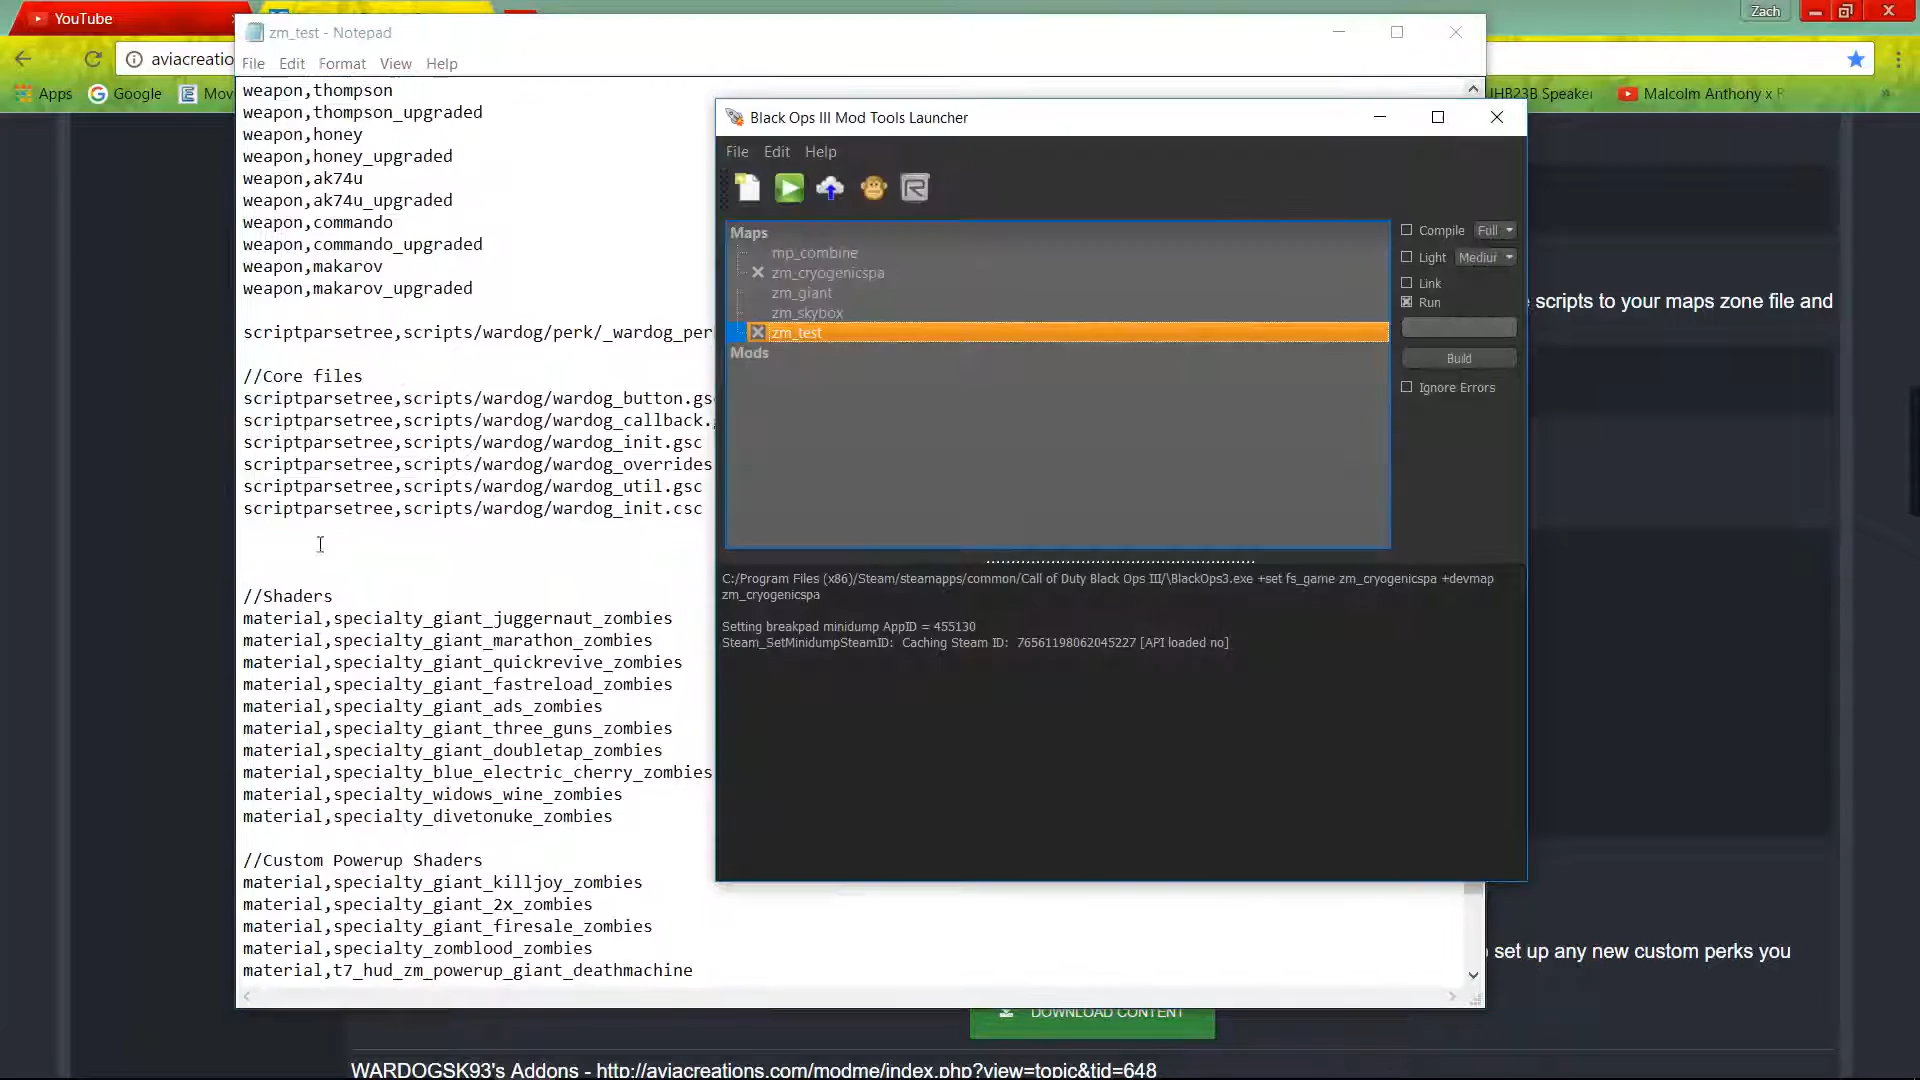 YouTube
Zach
aviacreatio
Apps
Google
Mov
JHB23B Speaker
Malcolm Anthony x
zm_test - Notepad
File Edit Format View Help
weapon,thompson
weapon,thompson_upgraded
weapon,honey
weapon,honey_upgraded
weapon,ak74u
weapon,ak74u_upgraded
weapon,commando
weapon,commando_upgraded
weapon,makarov
weapon,makarov_upgraded
scriptparsetree,scripts/wardog/perk/_wardog_per
//Core files
scriptparsetree,scripts/wardog/wardog_button.gs
scriptparsetree,scripts/wardog/wardog_callback.
scriptparsetree,scripts/wardog/wardog_init.gsc
scriptparsetree,scripts/wardog/wardog_overrides
scriptparsetree,scripts/wardog/wardog_util.gsc
scriptparsetree,scripts/wardog/wardog_init.csc
//Shaders
material,specialty_giant_juggernaut_zombies
material,specialty_giant_marathon_zombies
material,specialty_giant_quickrevive_zombies
material,specialty_giant_fastreload_zombies
material,specialty_giant_ads_zombies
material,specialty_giant_three_guns_zombies
material,specialty_giant_doubletap_zombies
material,specialty_blue_electric_cherry_zombies
material,specialty_widows_wine_zombies
material,specialty_divetonuke_zombies
//Custom Powerup Shaders
material,specialty_giant_killjoy_zombies
material,specialty_giant_2x_zombies
material,specialty_giant_firesale_zombies
material,specialty_zomblood_zombies
material,t7_hud_zm_powerup_giant_deathmachine
Black Ops III Mod Tools Launcher
File Edit Help
Maps
mp_combine
zm_cryogenicspa
zm_giant
zm_skybox
zm_test
Mods
Compile Full
Light Mediur
Link
Run
Build
Ignore Errors
C:/Program Files (x86)/Steam/steamapps/common/Call of Duty Black Ops III/\BlackOps3.exe +set fs_game zm_cryogenicspa +devmap
zm_cryogenicspa
Setting breakpad minidump AppID = 455130
Steam_SetMinidumpSteamID: Caching Steam ID: 76561198062045227 [API loaded no]
scripts to your maps zone file and
set up any new custom perks you
DOWNLOAD CONTENT
WARDOGSK93's Addons - http://aviacreations.com/modme/index.php?view=topic&tid=648